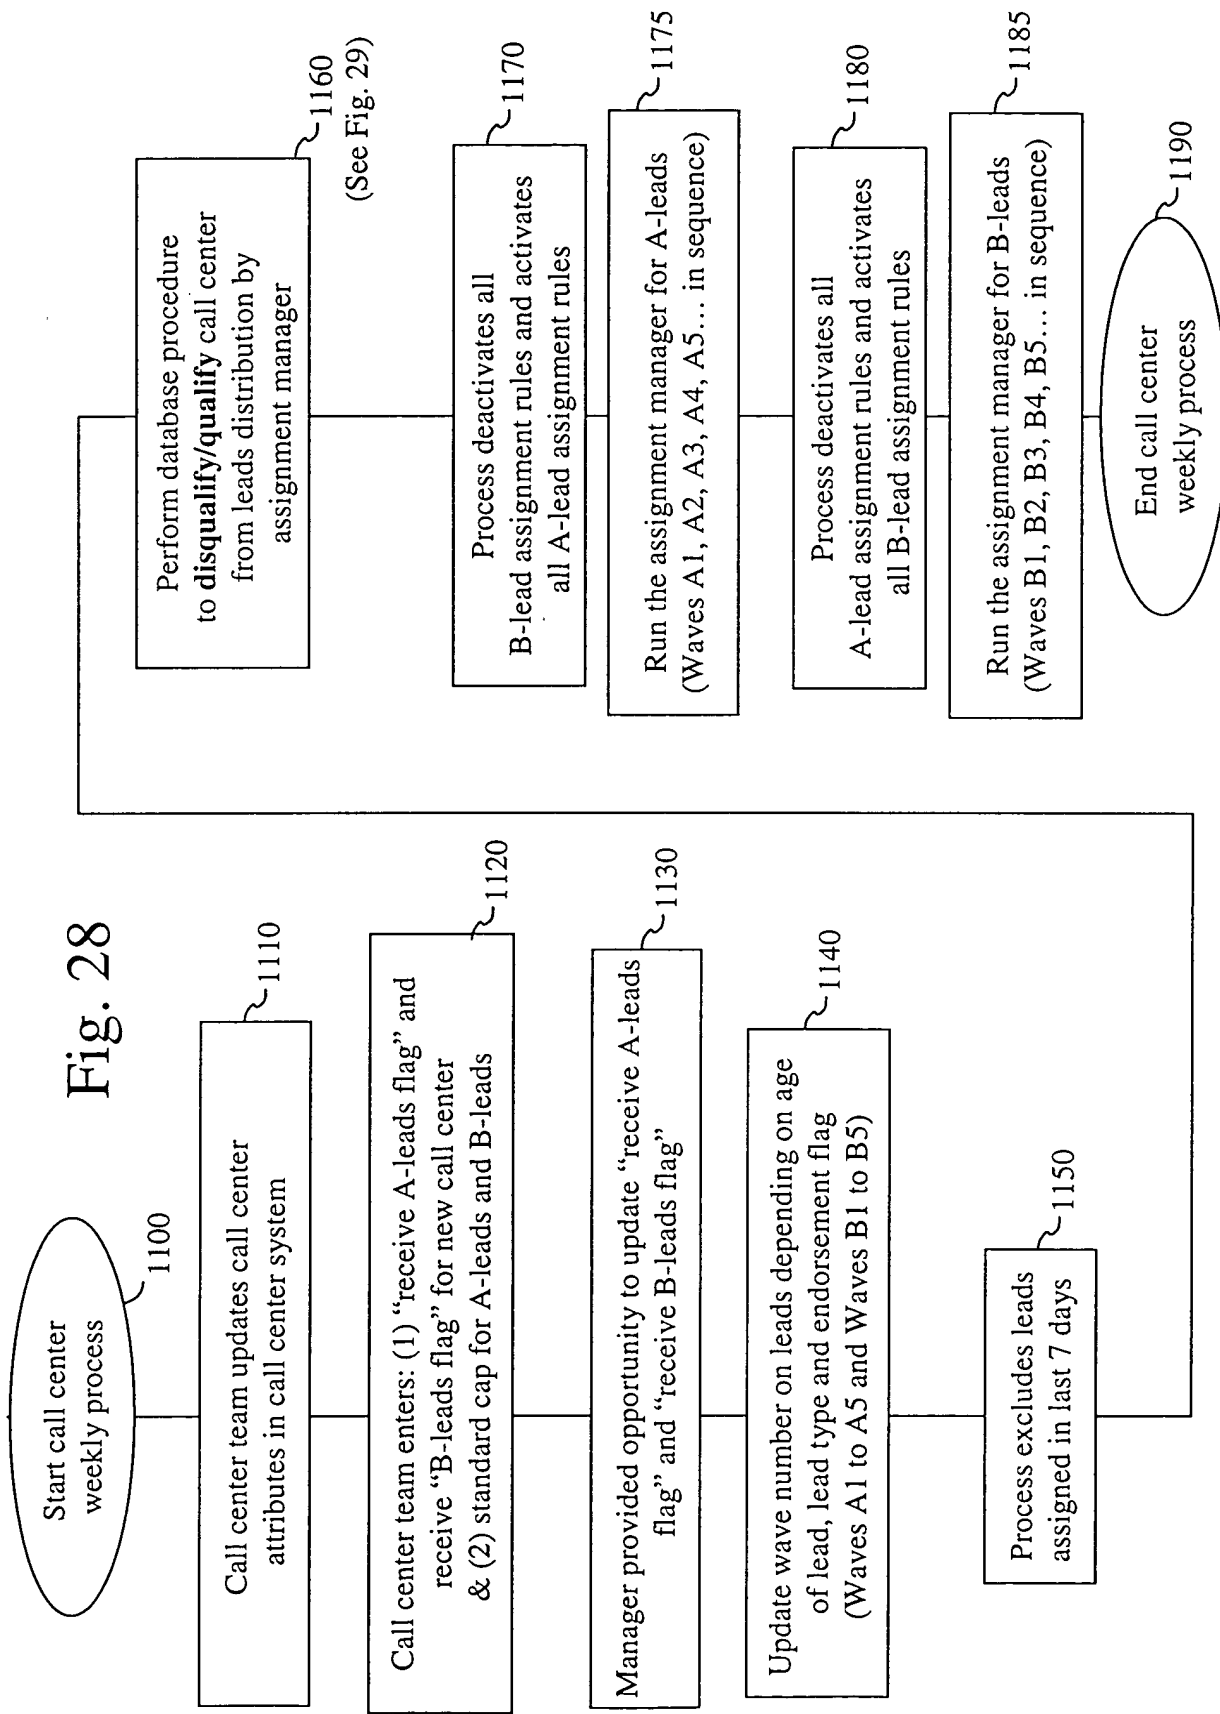 Fig. 28
Start call center
weekly process
1100
Call center team updates call center
attributes in call center system
1110
Call center team enters: (1) “receive A-leads flag” and
receive “B-leads flag” for new call center
& (2) standard cap for A-leads and B-leads
1120
Manager provided opportunity to update “receive A-leads
flag” and “receive B-leads flag”
1130
Update wave number on leads depending on age
of lead, lead type and endorsement flag
(Waves A1 to A5 and Waves B1 to B5)
1140
Process excludes leads
assigned in last 7 days
1150
Perform database procedure
to disqualify/qualify call center
from leads distribution by
assignment manager
1160
(See Fig. 29)
Process deactivates all
B-lead assignment rules and activates
all A-lead assignment rules
1170
Run the assignment manager for A-leads
(Waves A1, A2, A3, A4, A5... in sequence)
1175
Process deactivates all
A-lead assignment rules and activates
all B-lead assignment rules
1180
Run the assignment manager for B-leads
(Waves B1, B2, B3, B4, B5... in sequence)
1185
End call center
weekly process
1190